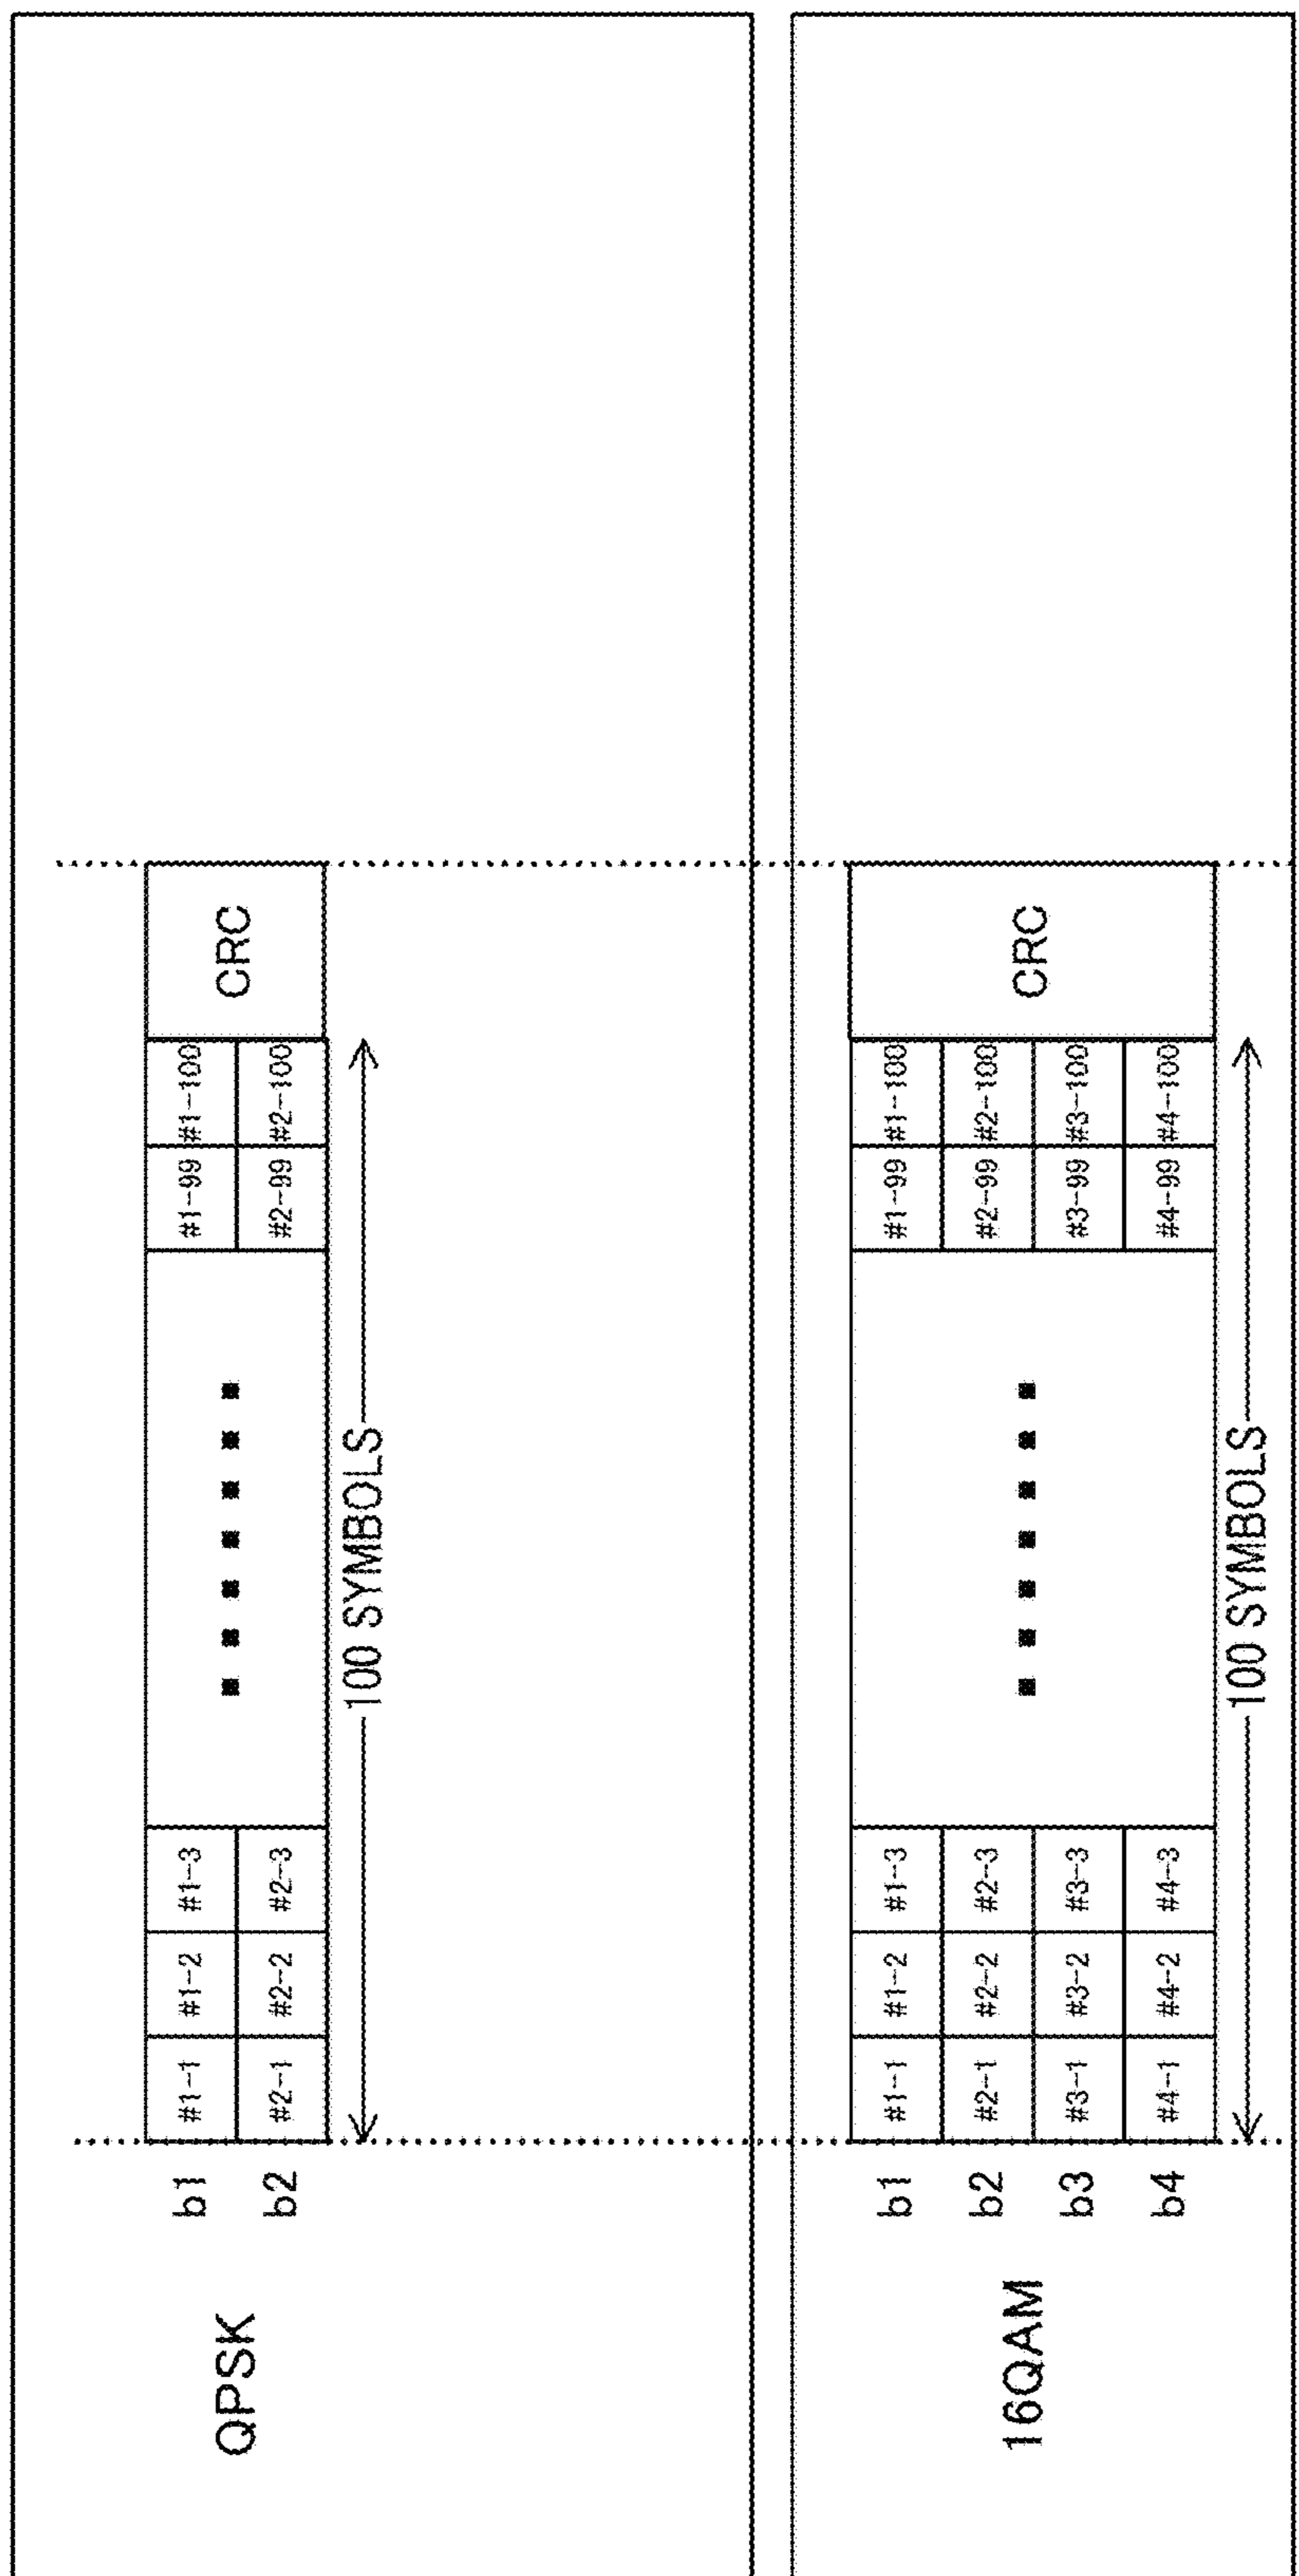 QPSK
b1 #1-1 #1-2 #1-3 #1-99 #1-100
b2 #2-1 #2-2 #2-3 #2-99 #2-100
CRC
100 SYMBOLS
16QAM
b1 #1-1 #1-2 #1-3 #1-99 #1-100
b2 #2-1 #2-2 #2-3 #2-99 #2-100
b3 #3-1 #3-2 #3-3 #3-99 #3-100
b4 #4-1 #4-2 #4-3 #4-99 #4-100
CRC
100 SYMBOLS